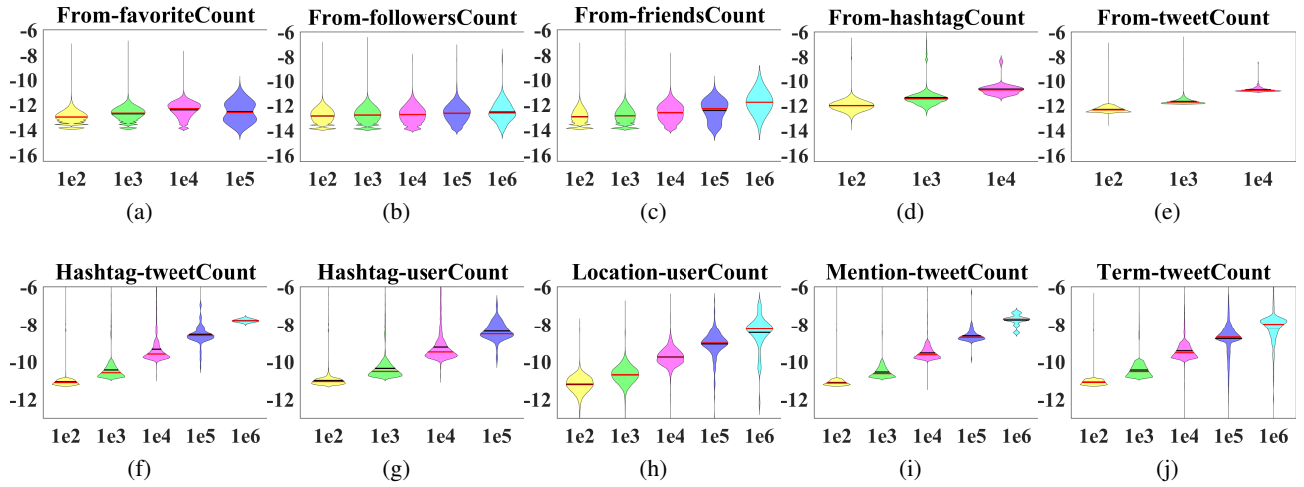 From-favoriteCount From-followersCount From-friendsCount From-hashtagCount From-tweetCount
-6 -6 -6 -6 -6
-8 -8 -8 -8 -8
-10 -10 -10 -10 -10
-12 -12 -12 -12 -12
-14 -14 -14 -14 -14
-16 -16 -16 -16 -16
1e2 1e3 1e4 1e5 1e2 1e3 1e4 1e5 1e6 1e2 1e3 1e4 1e5 1e6 1e2 1e3 1e4 1e2 1e3 1e4
(a) (b) (c) (d) (e)
Hashtag-tweetCount Hashtag-userCount Location-userCount Mention-tweetCount Term-tweetCount
-6 -6 -6 -6 -6
-8 -8 -8 -8 -8
-10 -10 -10 -10 -10
-12 -12 -12 -12 -12
1e2 1e3 1e4 1e5 1e6 1e2 1e3 1e4 1e5 1e2 1e3 1e4 1e5 1e6 1e2 1e3 1e4 1e5 1e6 1e2 1e3 1e4 1e5 1e6
(f) (g) (h) (i) (j)